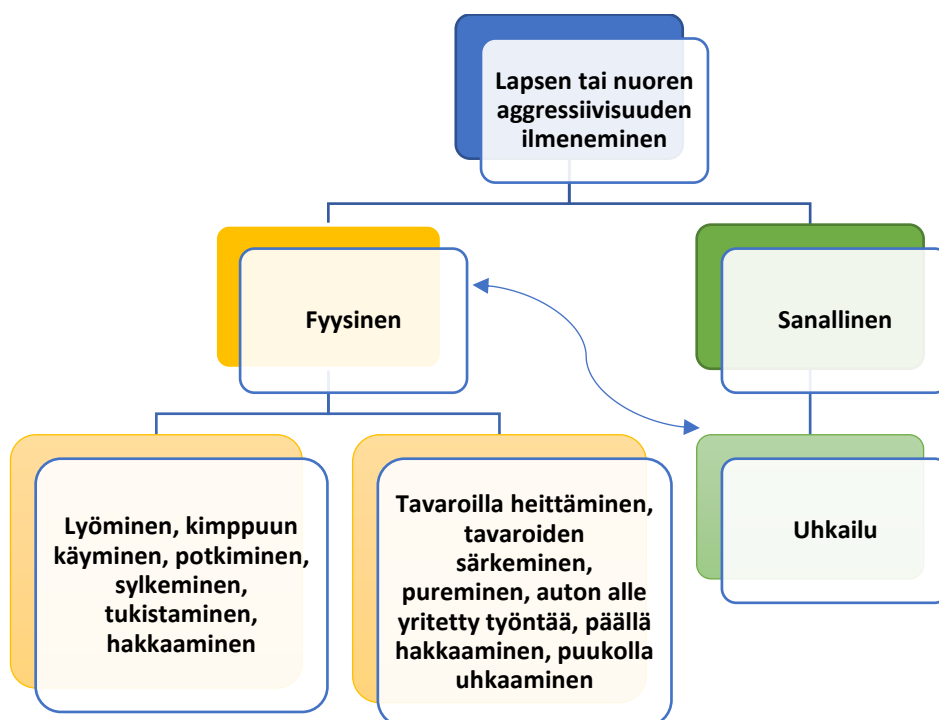 Lapsen tai nuoren
aggressiivisuuden
ilmeneminen
Fyysinen
Sanallinen
Lyöminen, kimppuun
käyminen, potkiminen,
sylkeminen,
tukistaminen,
hakkaaminen
Tavaroilla heittäminen,
tavaroiden
särkeminen,
pureminen, auton alle
yritetty työntää, päällä
hakkaaminen, puukolla
uhkaaminen
Uhkailu